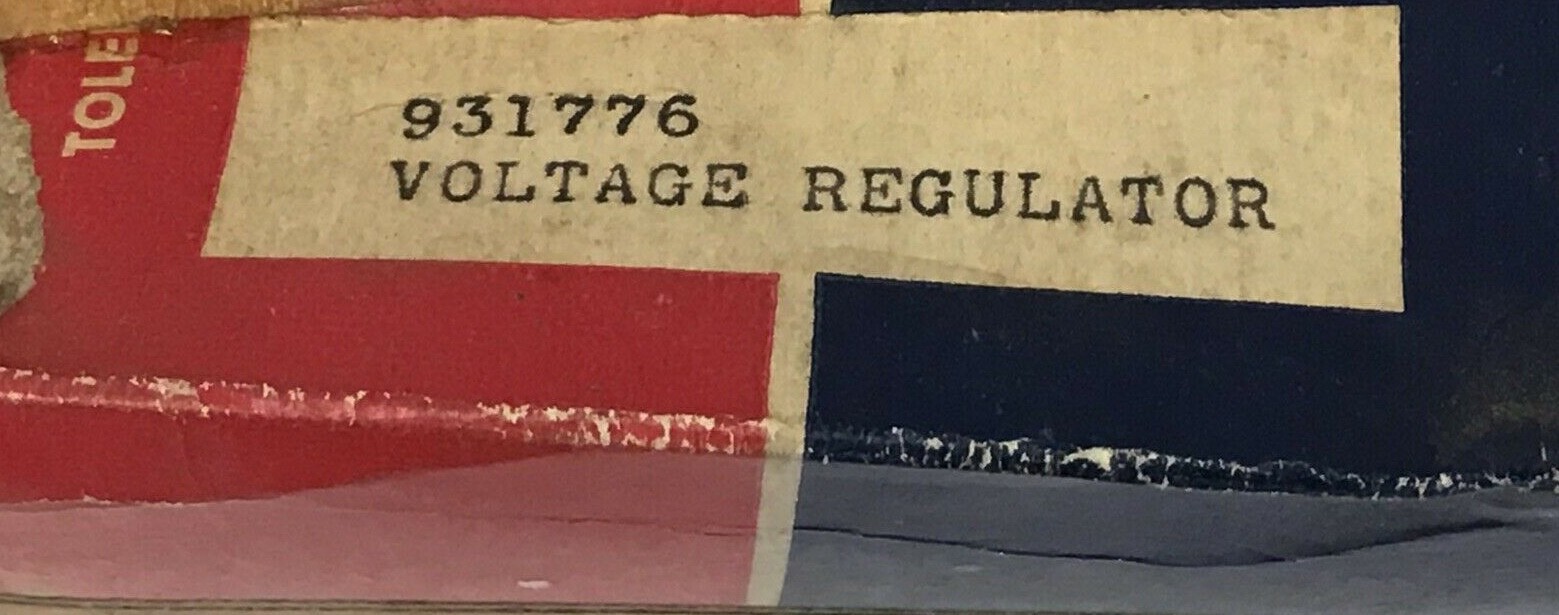 TOLE
931776
VOLTAGE REGULATOR